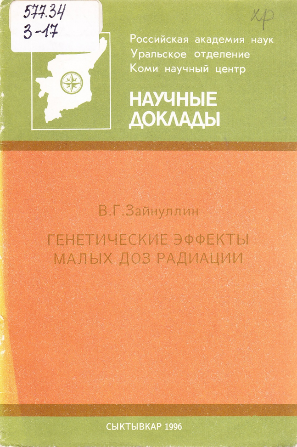 577.34
З-17
хр
Российская академия наук
Уральское отделение
Коми научный центр
НАУЧНЫЕ
ДОКЛАДЫ
В.Г.Зайнуллин
ГЕНЕТИЧЕСКИЕ ЭФФЕКТЫ
МАЛЫХ ДОЗ РАДИАЦИИ
СЫКТЫВКАР 1996